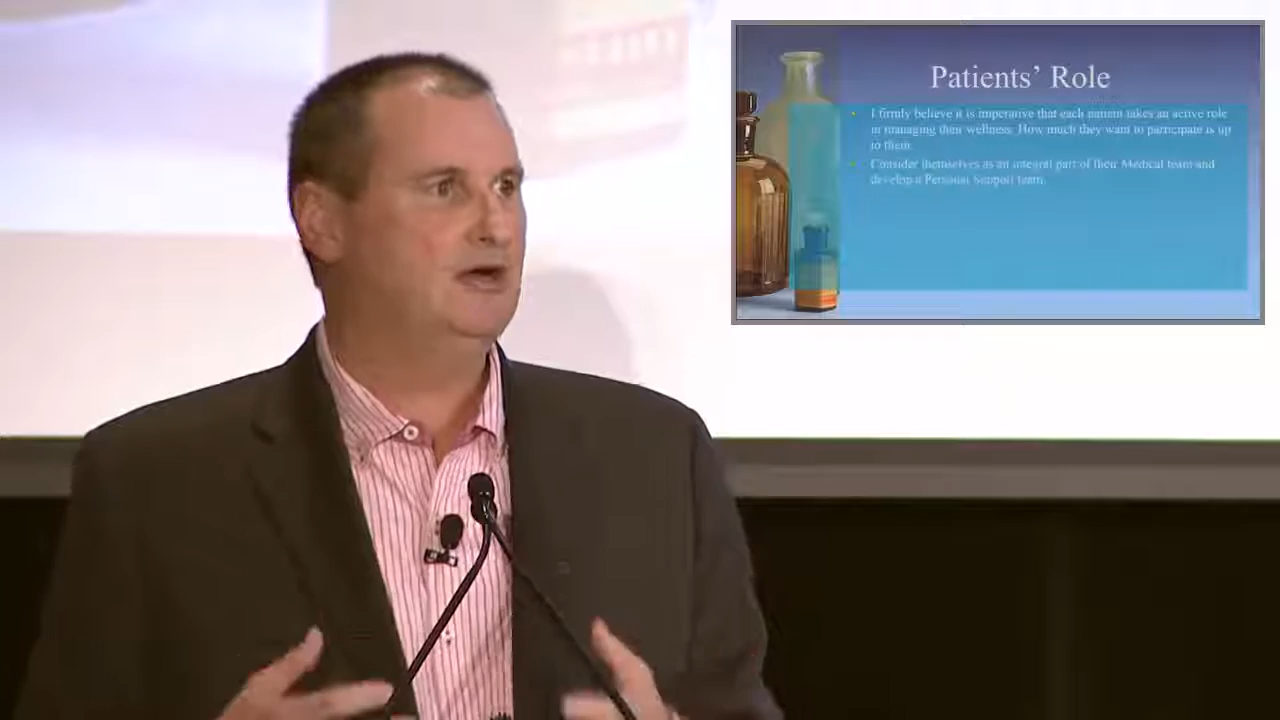 Patients’ Role
I firmly believe it is imperative that each patient takes an active role
in managing their wellness. How much they want to participate is up
to them.
Consider themselves as an integral part of their Medical team and
develop a Personal Support team.